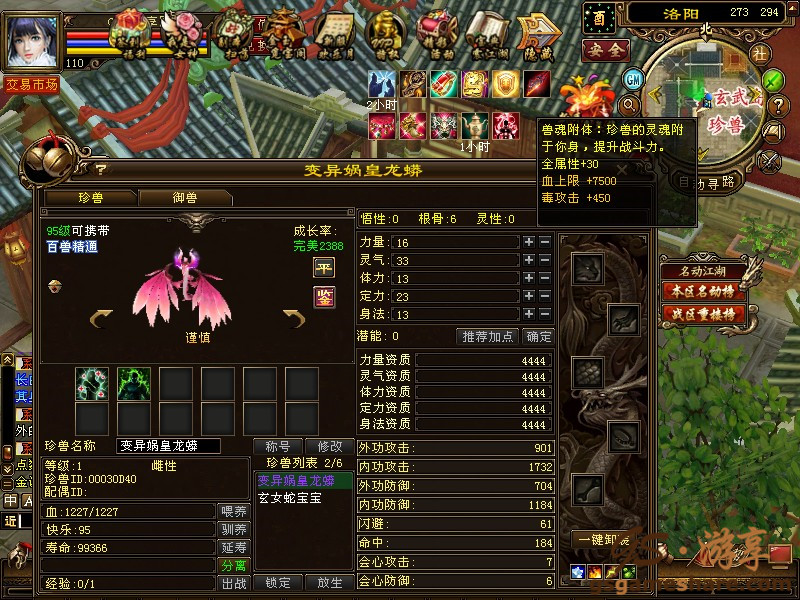 酉
洛阳
273 294
北
安全
110
交易市场
隐藏
社
GM
2小时
1小时
玄武
珍兽
自动寻路
兽魂附体：珍兽的灵魂附
于你身，提升战斗力。
全属性+30
血上限 +7500
毒攻击 +450
?
变异娲皇龙蟒
珍兽
御兽
95级可携带
百兽精通
成长率:
完美2388
平
鉴
谨慎
悟性:0 根骨:6 灵性:0
力量: 16
灵气: 33
体力: 13
定力: 23
身法: 13
潜能: 0
推荐加点
确定
力量资质 4444
灵气资质 4444
体力资质 4444
定力资质 4444
身法资质 4444
珍兽名称
变异娲皇龙蟒
称号
修改
等级:1 雌性
珍兽ID:00030D40
配偶ID:
珍兽列表 2/6
变异娲皇龙蟒
玄女蛇宝宝
血:1227/1227
喂养
快乐:95
驯养
寿命:99366
延寿
分离
经验:0/1
出战
锁定
放生
外功攻击: 901
内功攻击: 1732
外功防御: 704
内功防御: 1184
闪避: 61
命中: 184
会心攻击: 7
会心防御: 6
名动江湖
本区名动榜
战区重楼榜
中
近